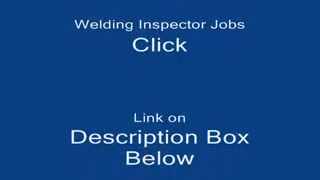 Welding Inspector Jobs
Click
Link on
Description Box
Below